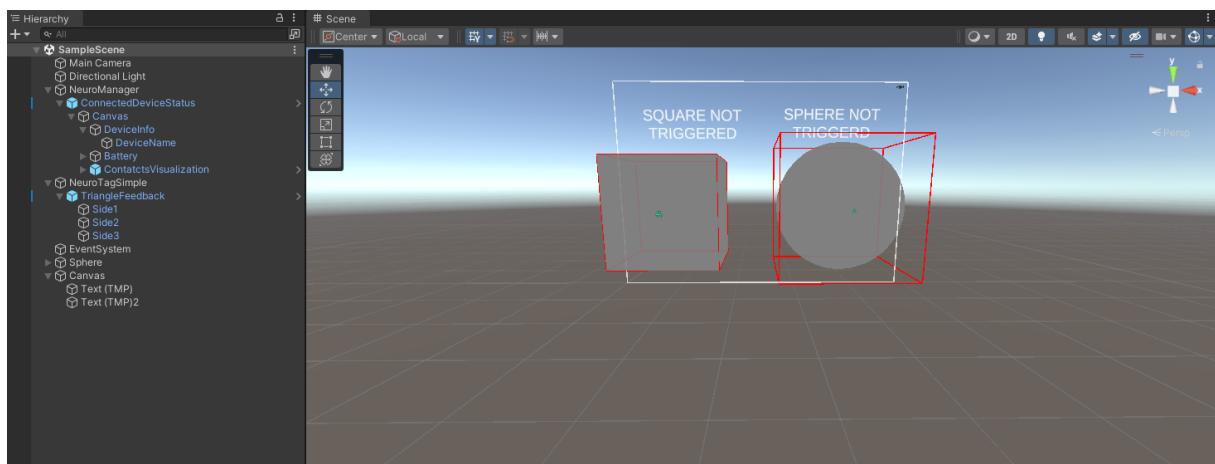 Hierarchy
All
SampleScene
Main Camera
Directional Light
NeuroManager
ConnectedDeviceStatus
Canvas
DeviceInfo
DeviceName
Battery
ContatctsVisualization
NeuroTagSimple
TriangleFeedback
Side1
Side2
Side3
EventSystem
Sphere
Canvas
Text (TMP)
Text (TMP)2
# Scene
Center Local 2D
y
x
Persp
SQUARE NOT
TRIGGERED
SPHERE NOT
TRIGGERD